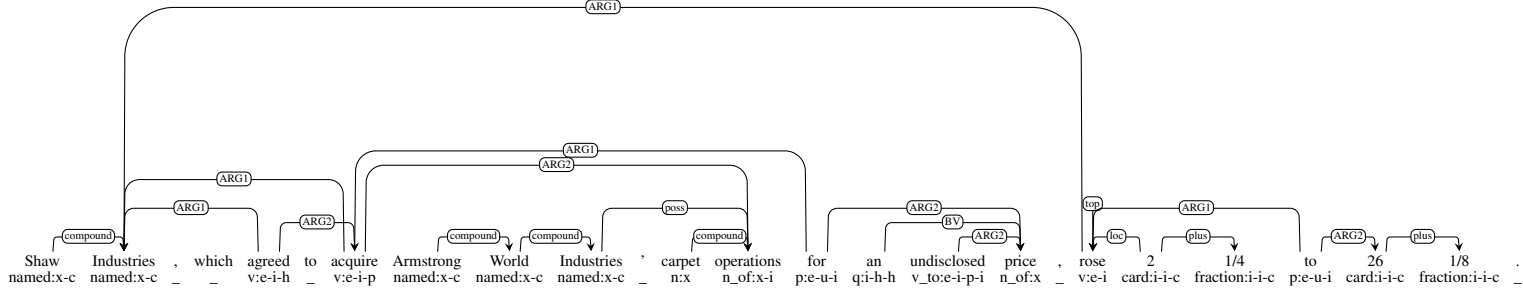 ARG1
ARG1
ARG2
ARG1
ARG1 poss ARG2 top ARG1
ARG2 BV
compound compound compound compound ARG2 loc plus ARG2 plus
Shaw Industries , which agreed to acquire Armstrong World Industries ' carpet operations for an undisclosed price , rose 2 1/4 to 26 1/8 .
named:x-c named:x-c _ _ v:e-i-h _ v:e-i-p named:x-c named:x-c named:x-c _ n:x n_of:x-i p:e-u-i q:i-h-h v_to:e-i-p-i n_of:x _ v:e-i card:i-i-c fraction:i-i-c p:e-u-i card:i-i-c fraction:i-i-c _